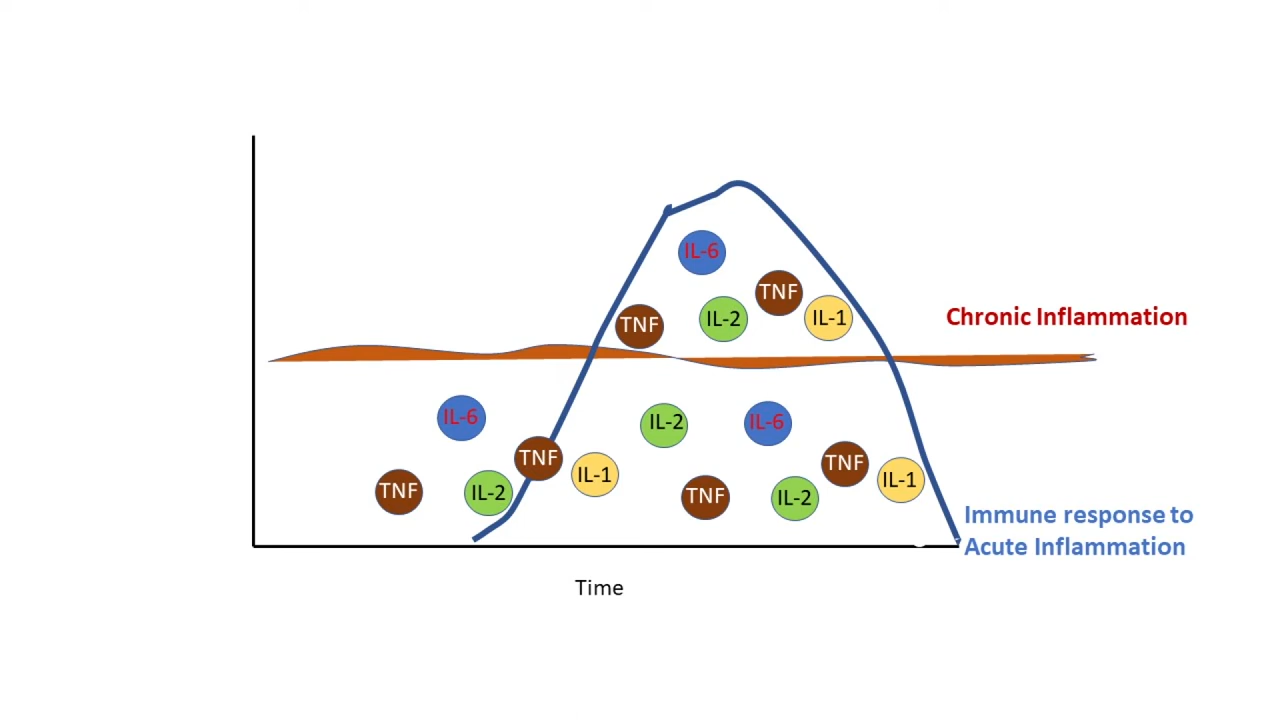 IL-6
TNF
TNF
IL-2
IL-1
Chronic Inflammation
IL-6
IL-2
IL-6
TNF
IL-1
TNF
TNF
IL-2
TNF
IL-2
IL-1
Immune response to
Acute Inflammation
Time